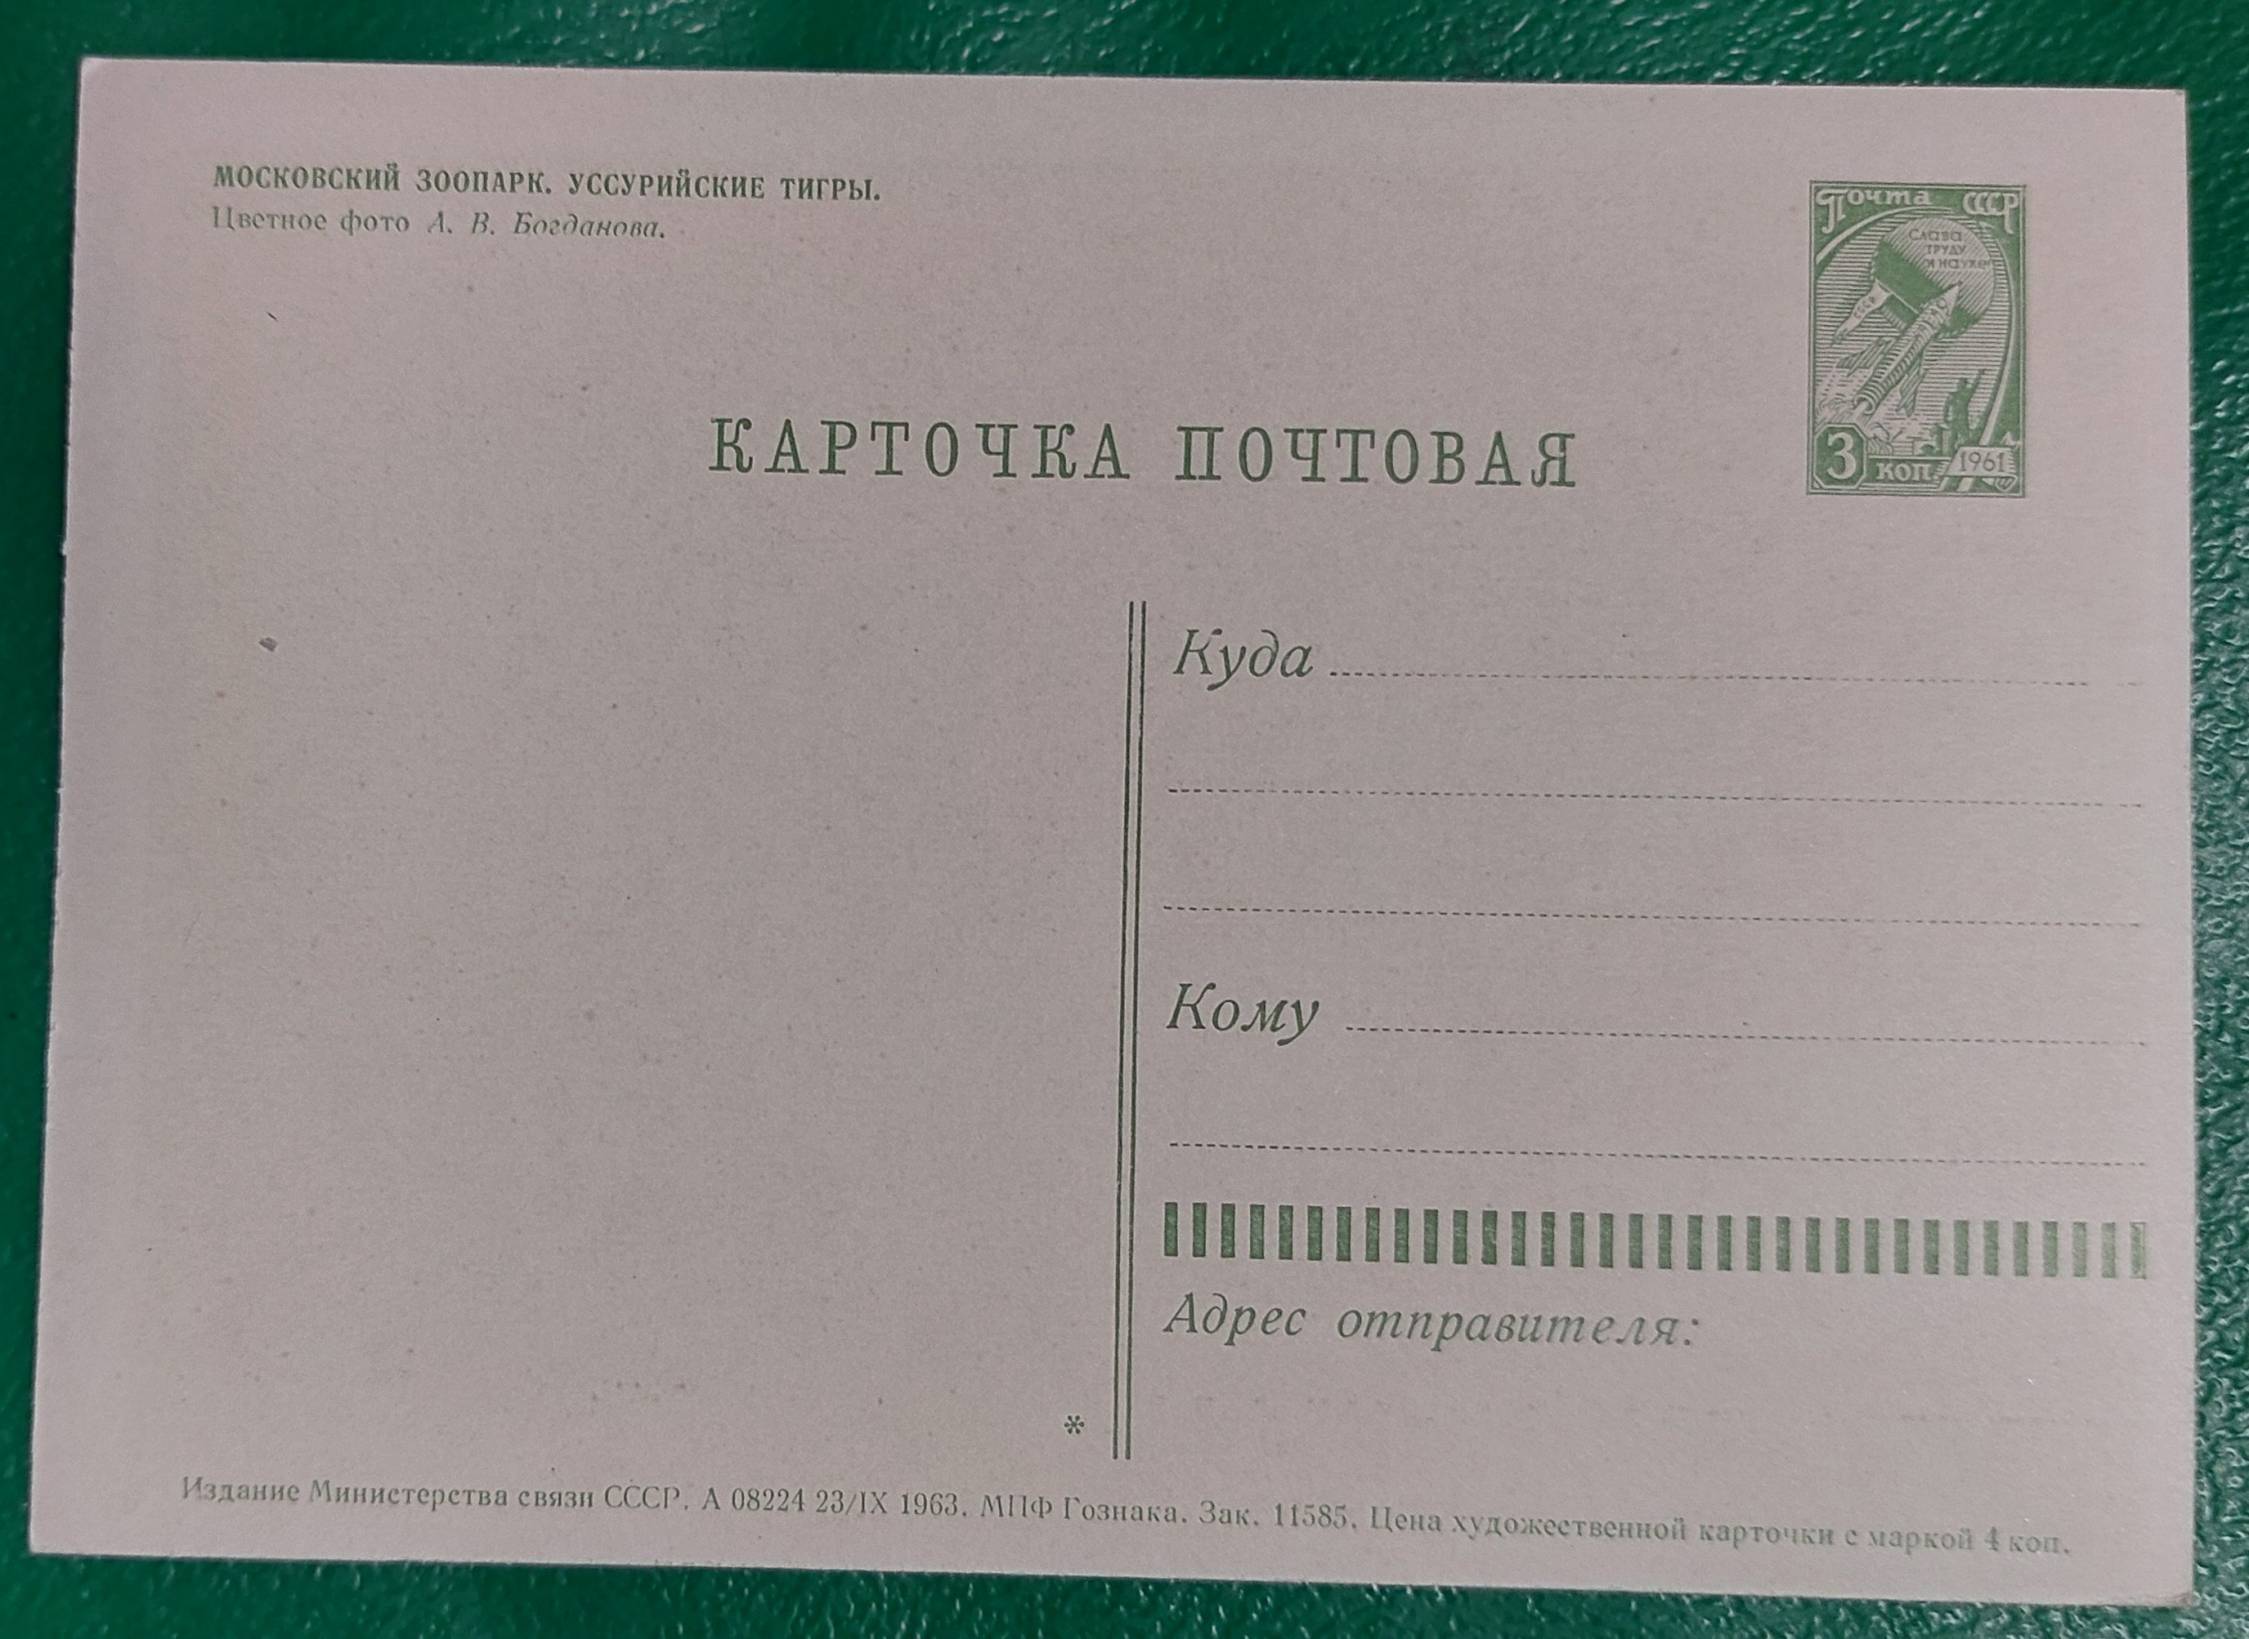 МОСКОВСКИЙ ЗООПАРК. УССУРИЙСКИЕ ТИГРЫ.
Цветное фото А. В. Богданова.
Почта СССР
Слава
труду
и науке
СССР
3 коп. 1961
КАРТОЧКА ПОЧТОВАЯ
Куда
Кому
Адрес отправителя:
*
Издание Министерства связи СССР. А 08224 23/IX 1963. МПФ Гознака. Зак. 11585. Цена художественной карточки с маркой 4 коп.